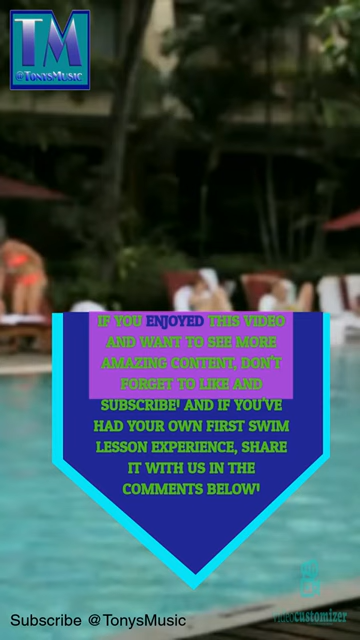 TM
@TonysMusic
IF YOU ENJOYED THIS VIDEO
AND WANT TO SEE MORE
AMAZING CONTENT, DON'T
FORGET TO LIKE AND
SUBSCRIBE! AND IF YOU'VE
HAD YOUR OWN FIRST SWIM
LESSON EXPERIENCE, SHARE
IT WITH US IN THE
COMMENTS BELOW!
customizer
Subscribe @TonysMusic